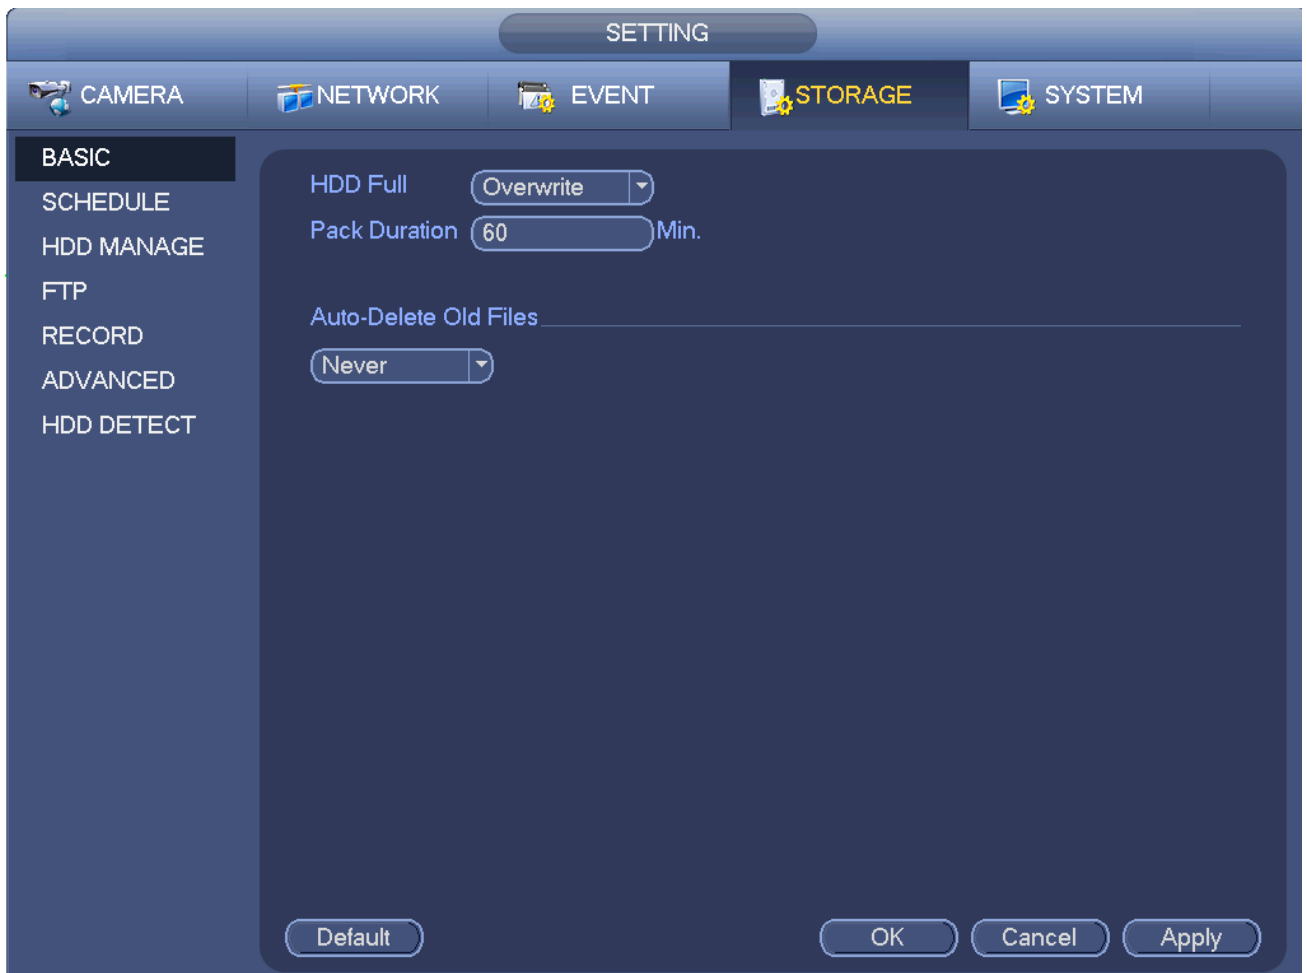 SETTING
CAMERA NETWORK EVENT STORAGE SYSTEM
BASIC
SCHEDULE
HDD MANAGE
FTP
RECORD
ADVANCED
HDD DETECT
HDD Full Overwrite
Pack Duration 60 Min.
Auto-Delete Old Files
Never
Default OK Cancel Apply